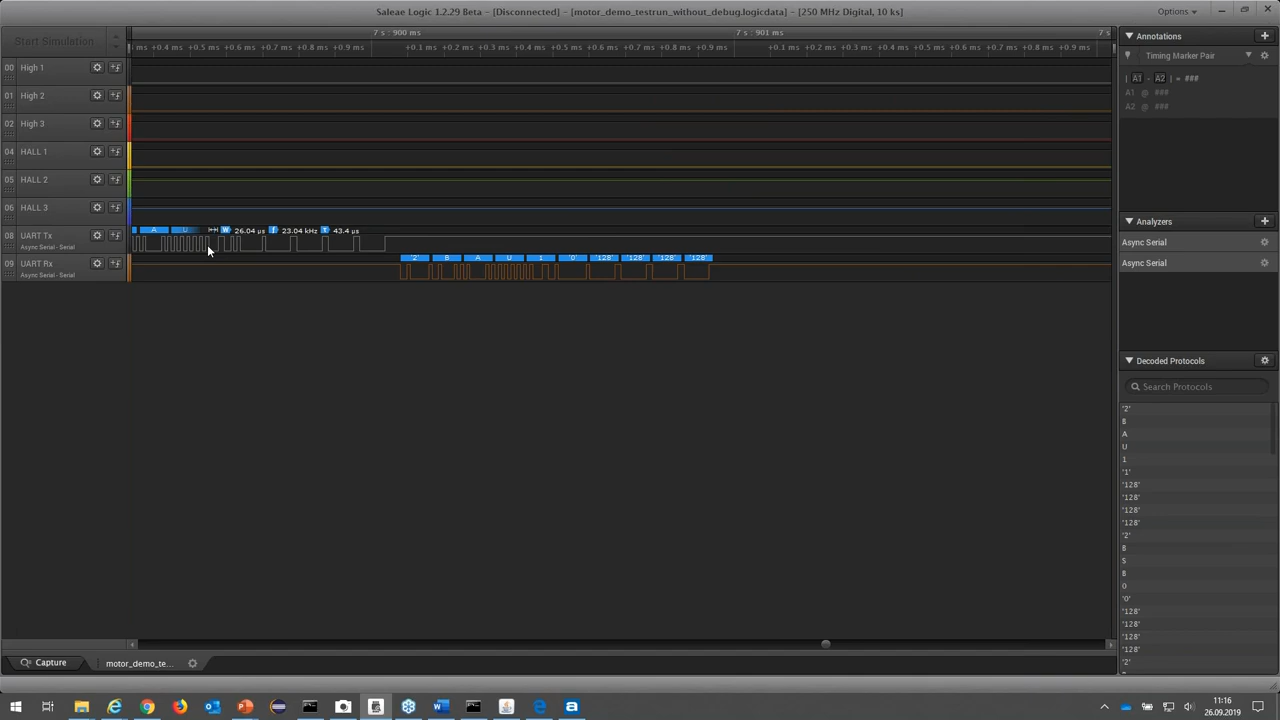 Saleae Logic 1.2.29 Beta - [Disconnected] - [motor_demo_testrun_without_debug.logicdata] - [250 MHz Digital, 10 ks]
Options
Start Simulation
7 s : 900 ms
7 s : 901 ms
7 s
ms +0.4 ms +0.5 ms +0.6 ms +0.7 ms +0.8 ms +0.9 ms
+0.1 ms +0.2 ms +0.3 ms +0.4 ms +0.5 ms +0.6 ms +0.7 ms +0.8 ms +0.9 ms
+0.1 ms +0.2 ms +0.3 ms +0.4 ms +0.5 ms +0.6 ms +0.7 ms +0.8 ms +0.9 ms
00 High 1
01 High 2
02 High 3
04 HALL 1
05 HALL 2
06 HALL 3
08 UART Tx
Async Serial - Serial
A U W 26.04 µs f 23.04 kHz T 43.4 µs
09 UART Rx
Async Serial - Serial
'2' B A U 1 '0' '128' '128' '128' '128'
Annotations
Timing Marker Pair
| A1 - A2 | = ###
A1 @ ###
A2 @ ###
Analyzers
Async Serial
Async Serial
Decoded Protocols
Search Protocols
'2'
B
A
U
1
'1'
'128'
'128'
'128'
'128'
'2'
B
S
B
0
'0'
'128'
'128'
'128'
'128'
'2'
Capture
motor_demo_te...
11:16
26.09.2019